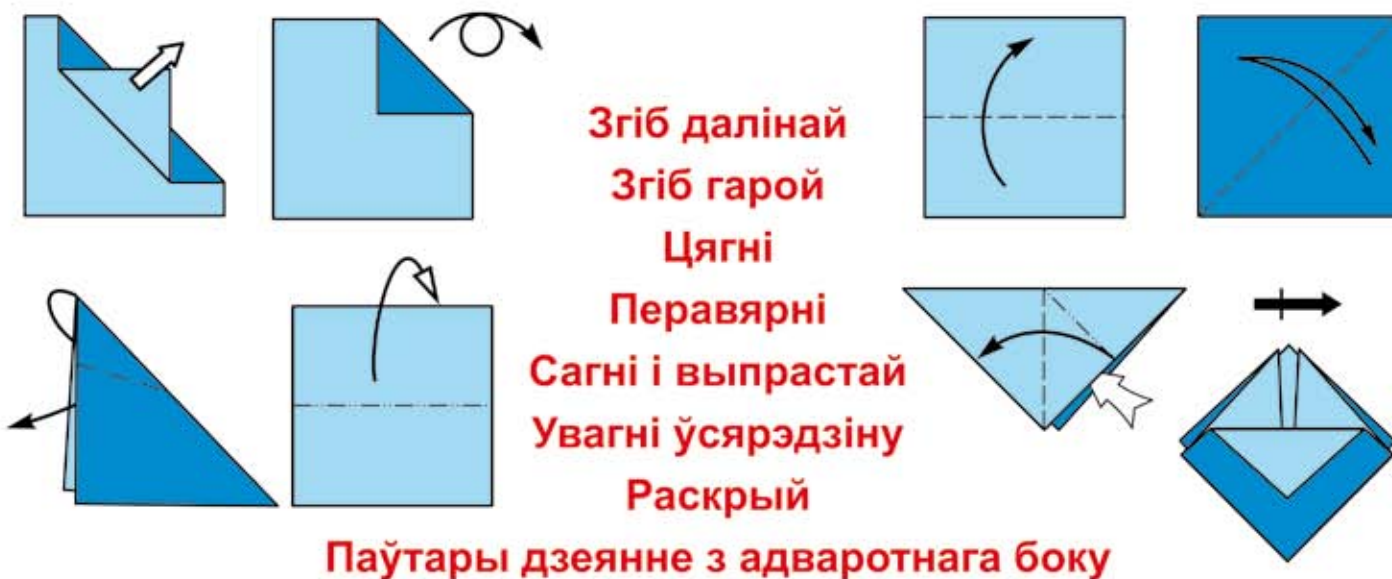 Згіб далінай
Згіб гарой
Цягні
Перавярні
Сагні і выпрастай
Увагні ўсярэдзіну
Раскрый
Паўтары дзеянне з адваротнага боку